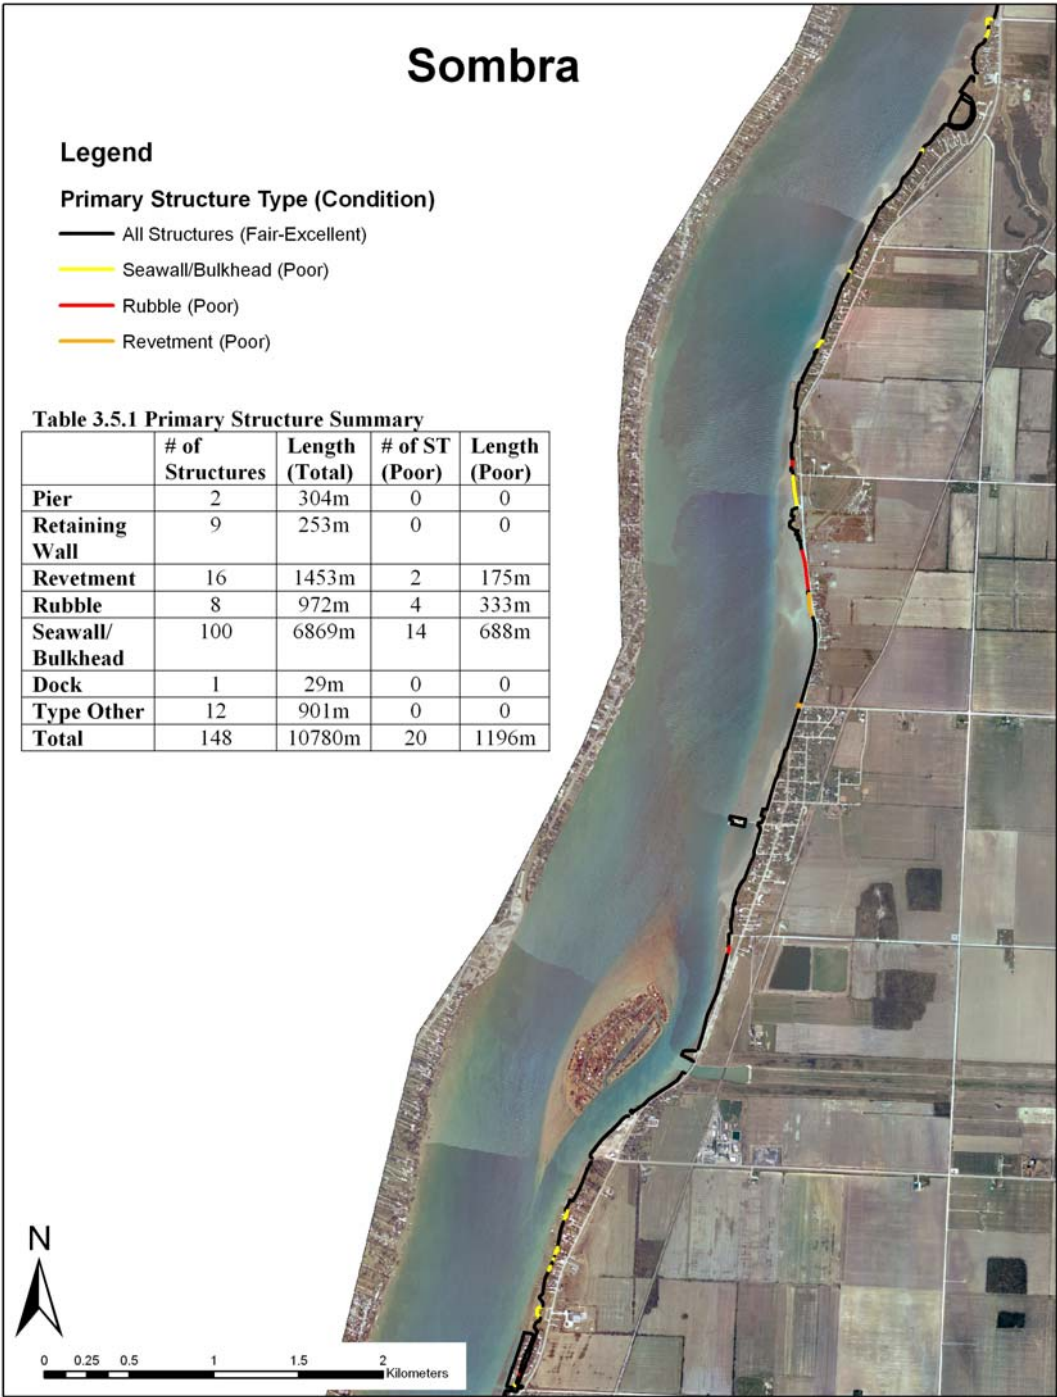 Sombra
Legend
Primary Structure Type (Condition)
All Structures (Fair-Excellent)
Seawall/Bulkhead (Poor)
Rubble (Poor)
Revetment (Poor)
Table 3.5.1 Primary Structure Summary
# of Structures Length (Total) # of ST (Poor) Length (Poor)
Pier 2 304m 0 0
Retaining Wall 9 253m 0 0
Revetment 16 1453m 2 175m
Rubble 8 972m 4 333m
Seawall/ Bulkhead 100 6869m 14 688m
Dock 1 29m 0 0
Type Other 12 901m 0 0
Total 148 10780m 20 1196m
N
0 0.25 0.5 1 1.5 2
Kilometers